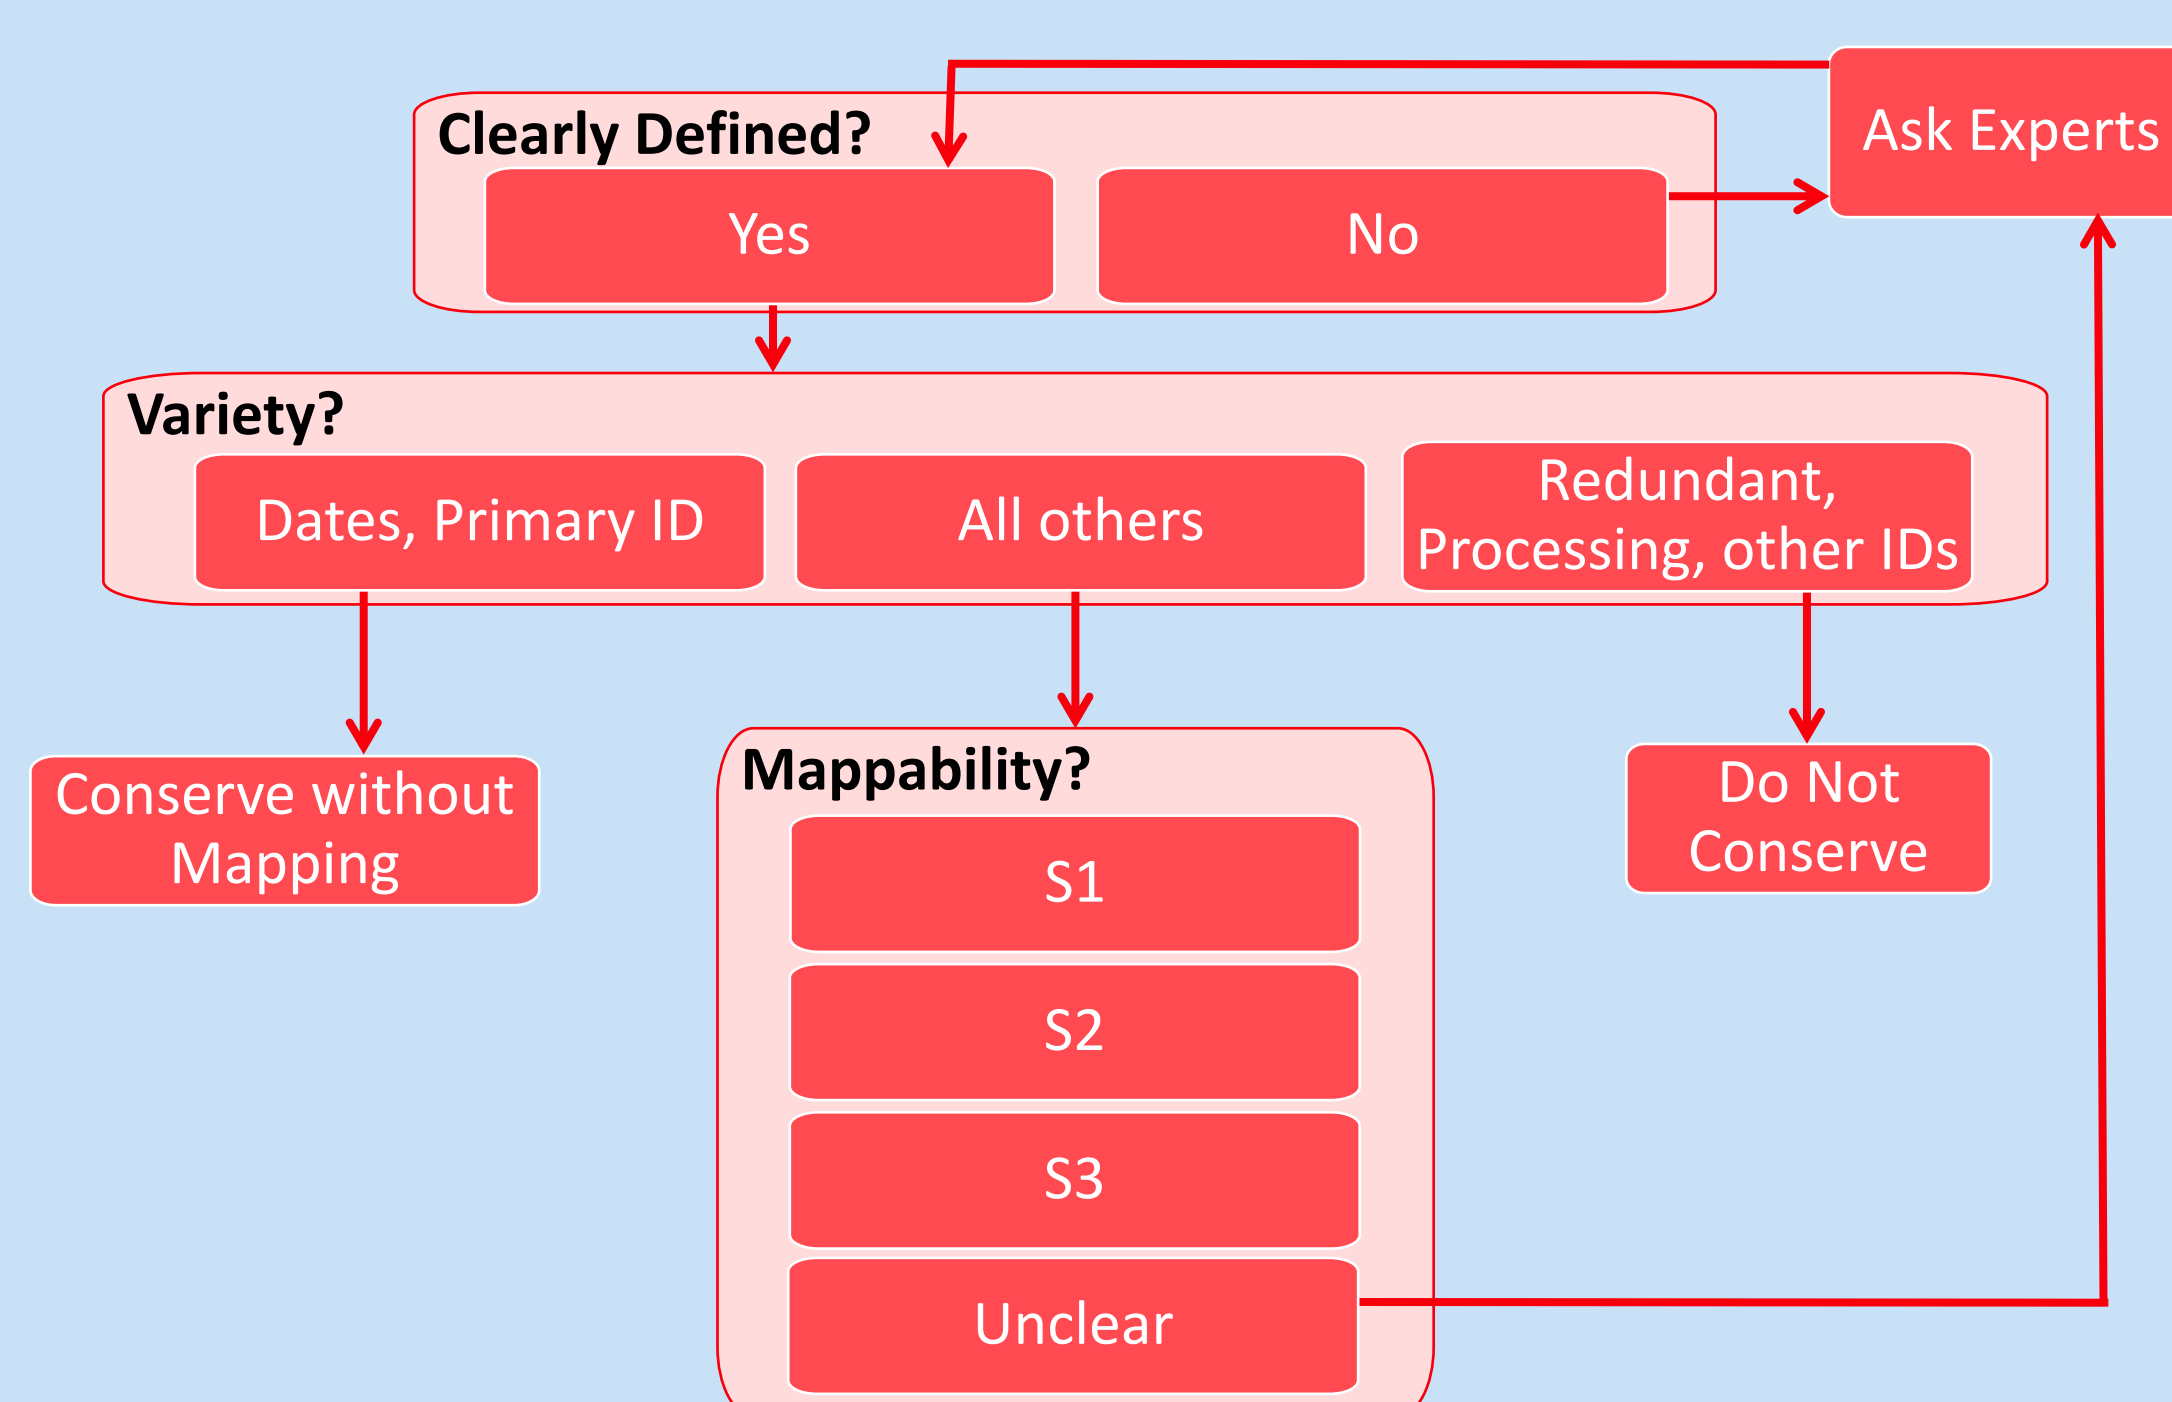 Ask Experts
Clearly Defined?
Yes
No
Variety?
Dates, Primary ID
All others
Redundant,
Processing, other IDs
Conserve without
Mapping
Mappability?
S1
S2
S3
Unclear
Do Not
Conserve